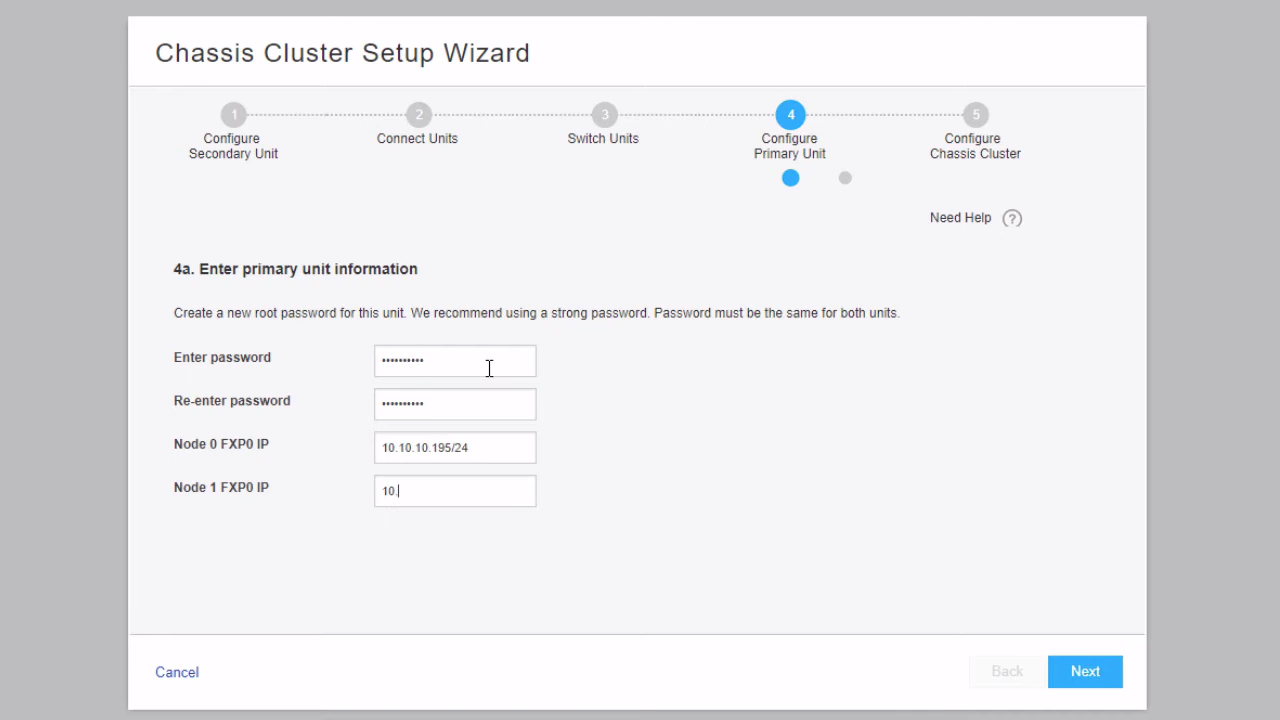 Chassis Cluster Setup Wizard
1
2
3
4
5
Configure
Secondary Unit
Connect Units
Switch Units
Configure
Primary Unit
Configure
Chassis Cluster
Need Help ?
4a. Enter primary unit information
Create a new root password for this unit. We recommend using a strong password. Password must be the same for both units.
Enter password
••••••••••
Re-enter password
••••••••••
Node 0 FXP0 IP
10.10.10.195/24
Node 1 FXP0 IP
10.
Cancel
Back
Next